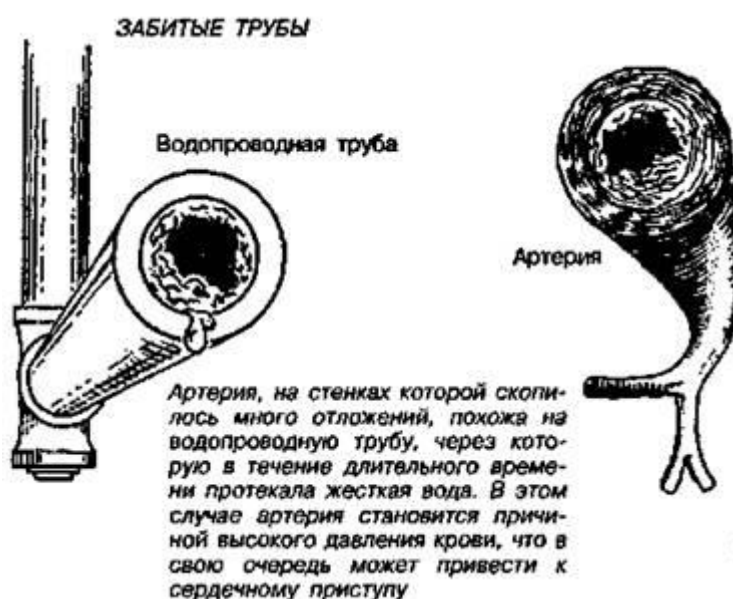 ЗАБИТЫЕ ТРУБЫ
Водопроводная труба
Артерия
Артерия, на стенках которой скопи-
лось много отложений, похожа на
водопроводную трубу, через кото-
рую в течение длительного време-
ни протекала жесткая вода. В этом
случае артерия становится причи-
ной высокого давления крови, что в
свою очередь может привести к
сердечному приступу